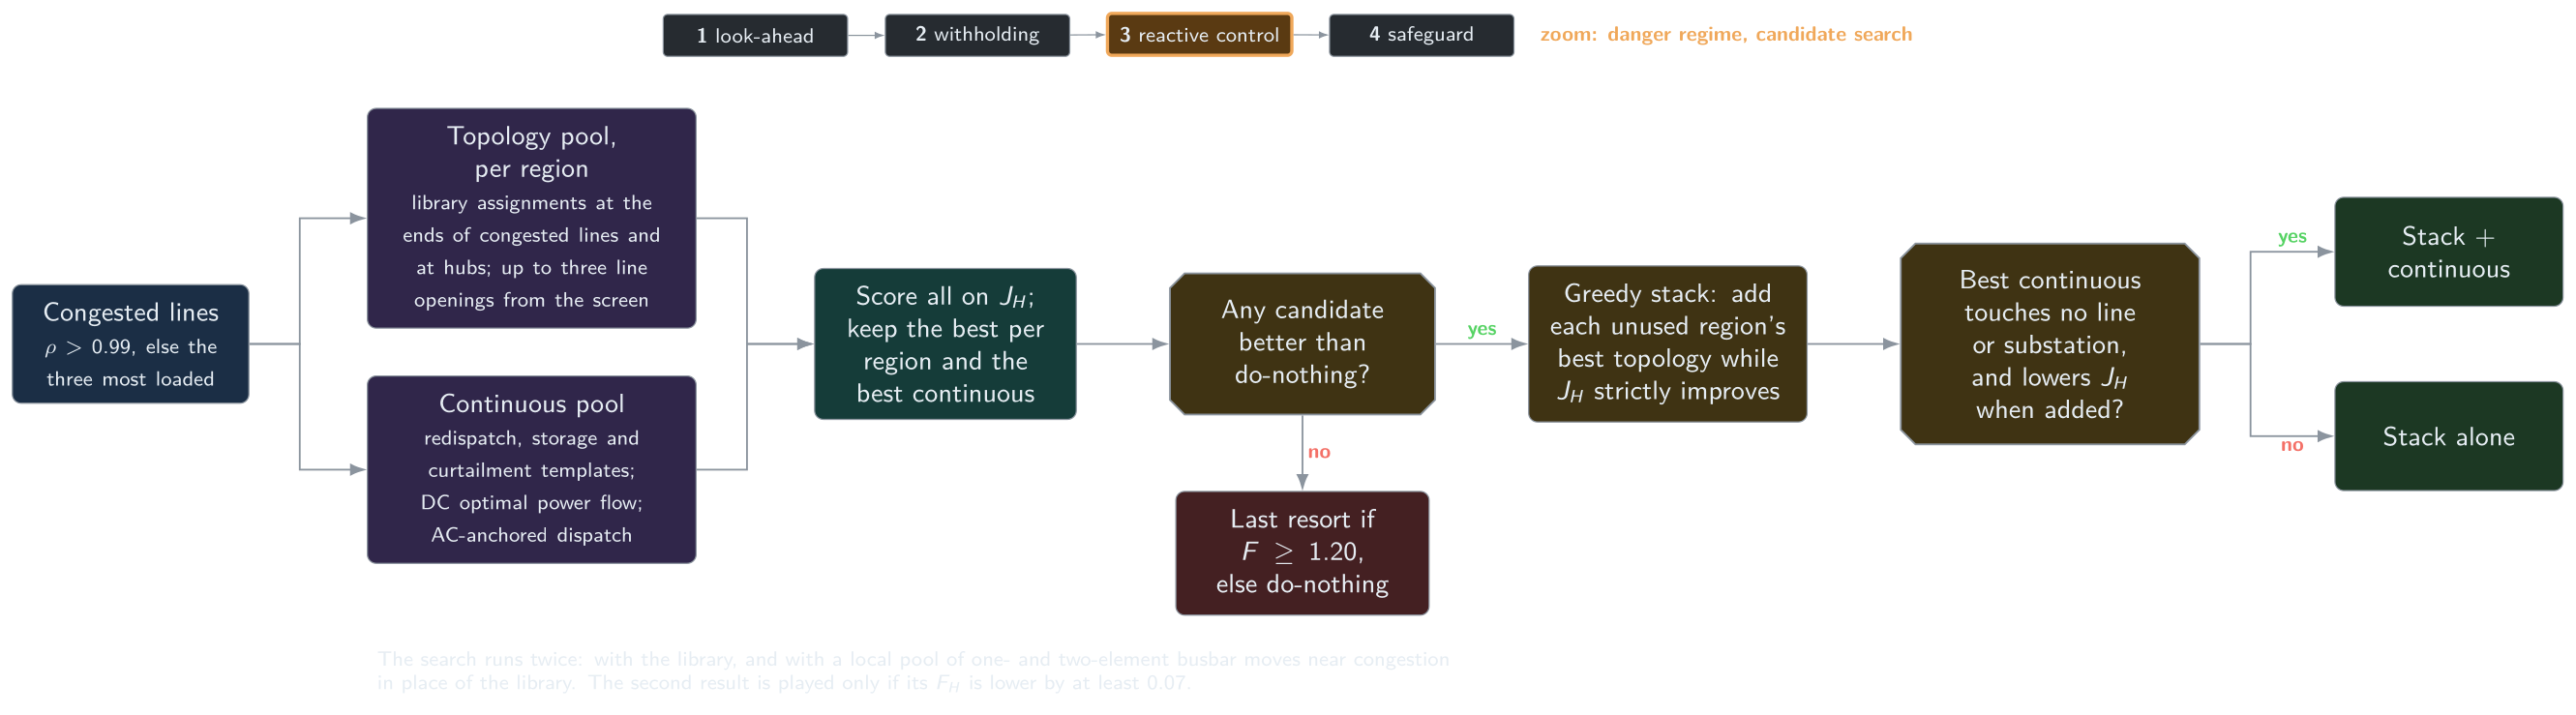 1 look-ahead
2 withholding
3 reactive control
4 safeguard
zoom: danger regime, candidate search
Congested lines
ρ > 0.99, else the
three most loaded
Topology pool,
per region
library assignments at the
ends of congested lines and
at hubs; up to three line
openings from the screen
Continuous pool
redispatch, storage and
curtailment templates;
DC optimal power flow;
AC-anchored dispatch
Score all on J_H;
keep the best per
region and the
best continuous
Any candidate
better than
do-nothing?
yes
no
Last resort if
F ≥ 1.20,
else do-nothing
Greedy stack: add
each unused region's
best topology while
J_H strictly improves
Best continuous
touches no line
or substation,
and lowers J_H
when added?
yes
no
Stack +
continuous
Stack alone
The search runs twice: with the library, and with a local pool of one- and two-element busbar moves near congestion
in place of the library. The second result is played only if its F_H is lower by at least 0.07.